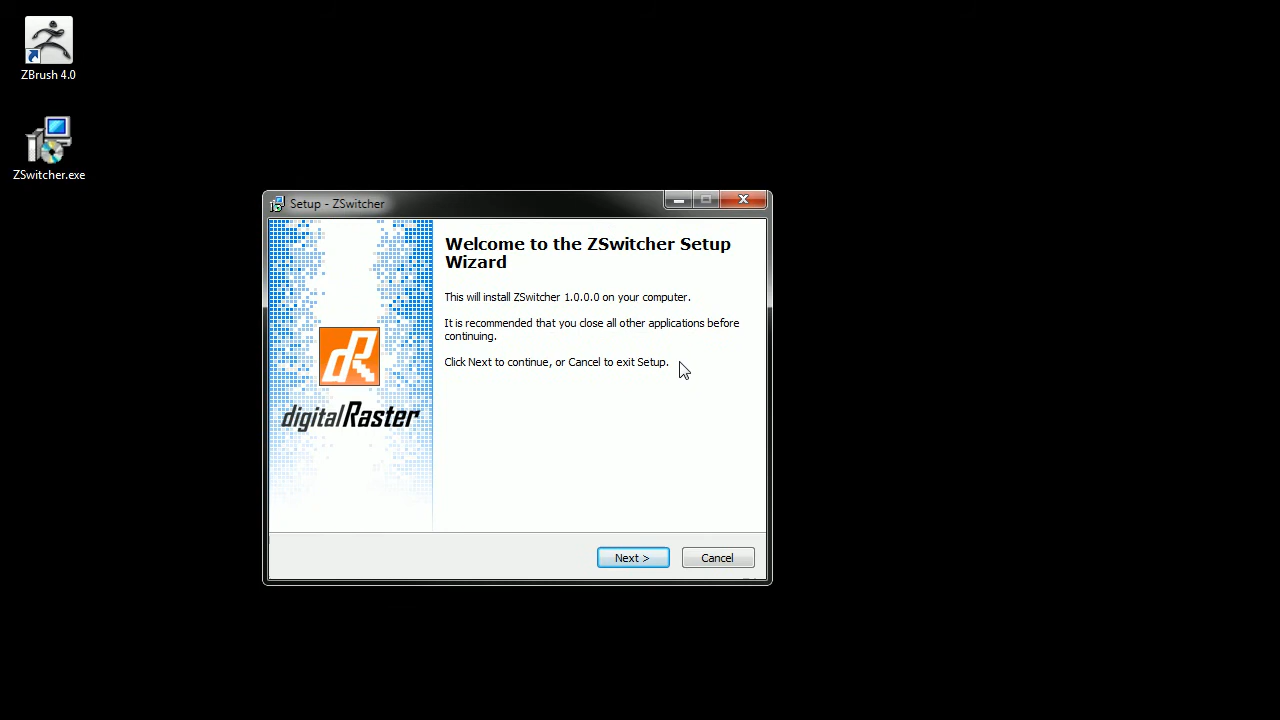 ZBrush 4.0
ZSwitcher.exe
Setup - ZSwitcher
Welcome to the ZSwitcher Setup
Wizard
This will install ZSwitcher 1.0.0 on your computer.
It is recommended that you close all other applications before
continuing.
Click Next to continue, or Cancel to exit Setup.
dR
digitalRaster
Next >
Cancel